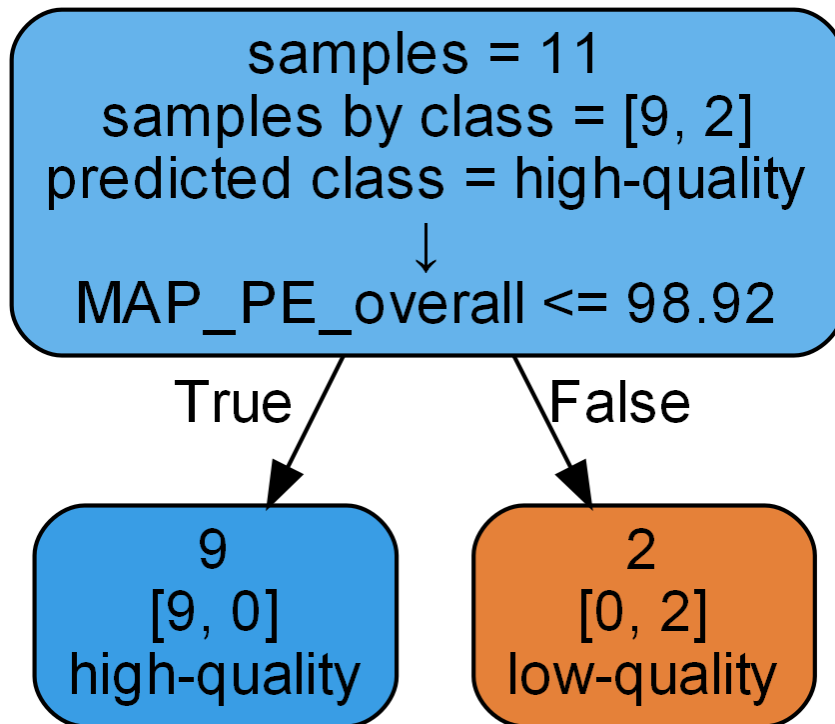 samples = 11
samples by class = [9, 2]
predicted class = high-quality
↓
MAP_PE_overall <= 98.92
True
False
9
[9, 0]
high-quality
2
[0, 2]
low-quality